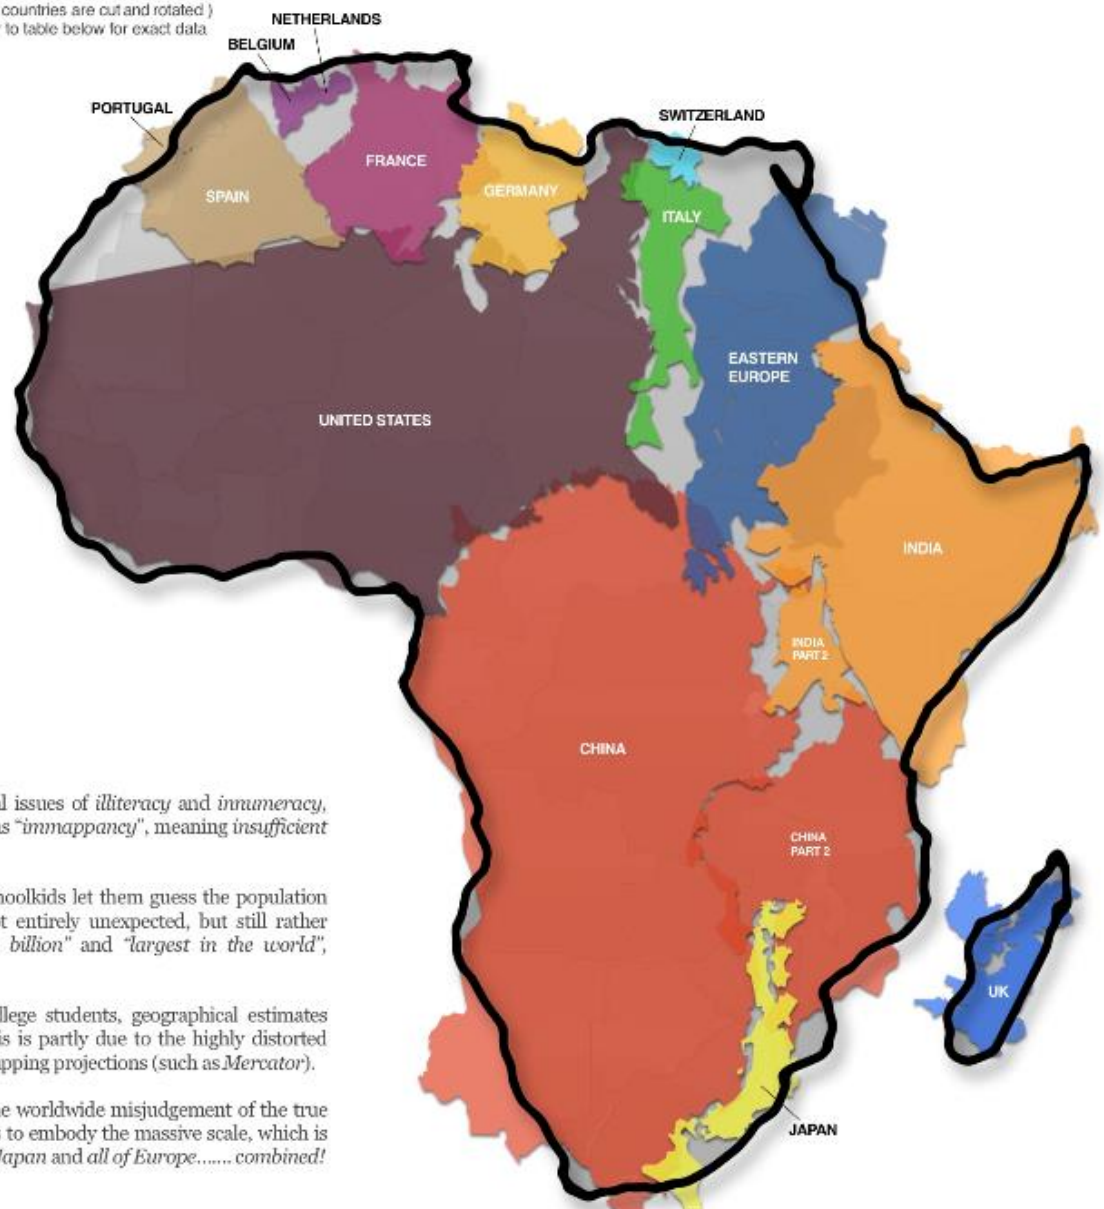 countries are cut and rotated )
to table below for exact data
NETHERLANDS
BELGIUM
PORTUGAL
SWITZERLAND
FRANCE
GERMANY
SPAIN
ITALY
EASTERN
EUROPE
UNITED STATES
INDIA
INDIA
PART 2
CHINA
CHINA
PART 2
UK
JAPAN
issues of illiteracy and innumeracy,
"immappancy", meaning insufficient
let them guess the population
entirely unexpected, but still rather
billion" and "largest in the world",
students, geographical estimates
is partly due to the highly distorted
projections (such as Mercator).
worldwide misjudgement of the true
to embody the massive scale, which is
Japan and all of Europe....... combined!